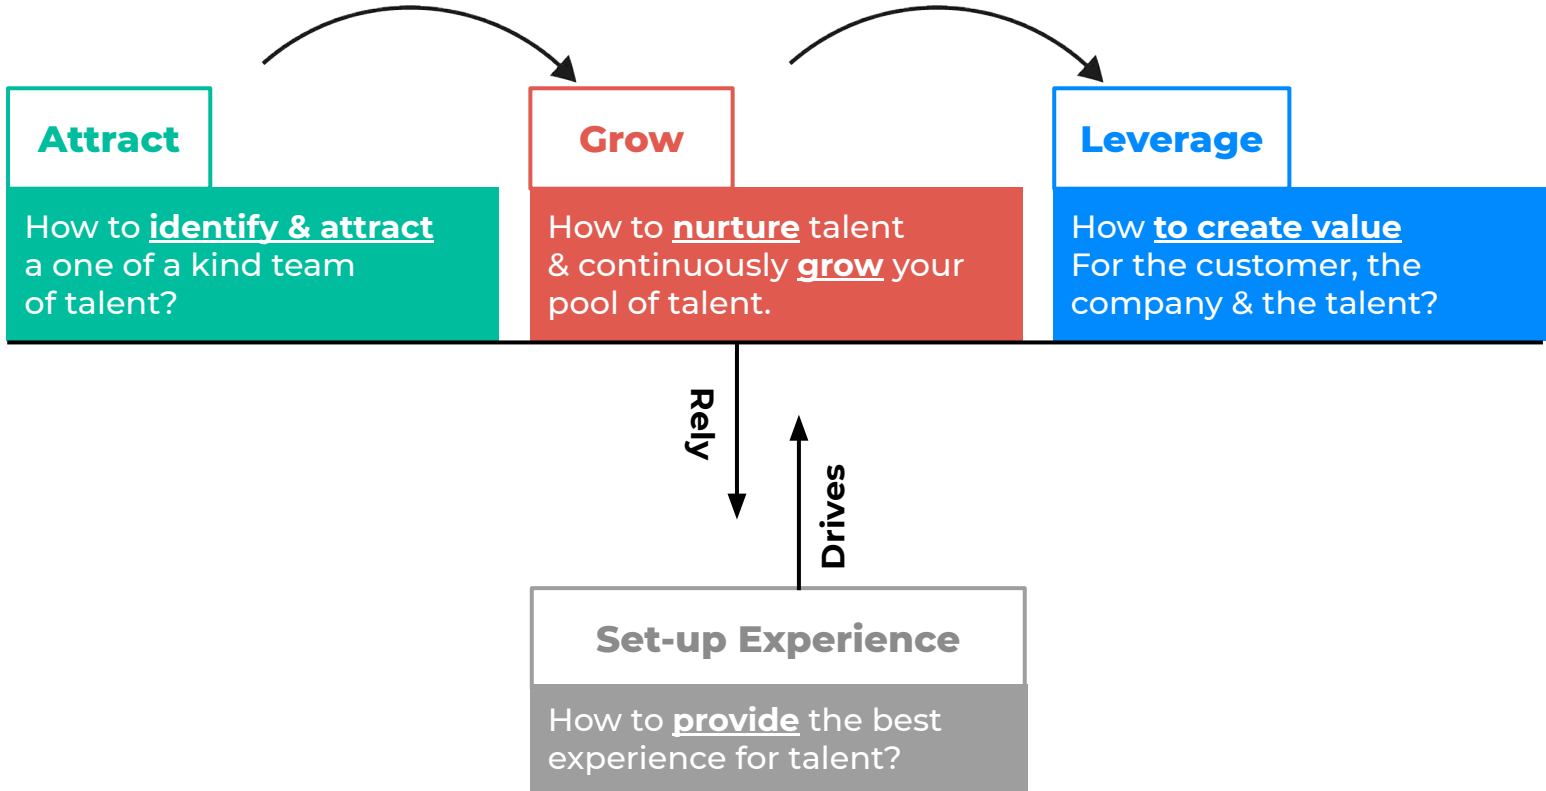 Attract
How to identify & attract
a one of a kind team
of talent?
Grow
How to nurture talent
& continuously grow your
pool of talent.
Leverage
How to create value
For the customer, the
company & the talent?
Rely
Drives
Set-up Experience
How to provide the best
experience for talent?